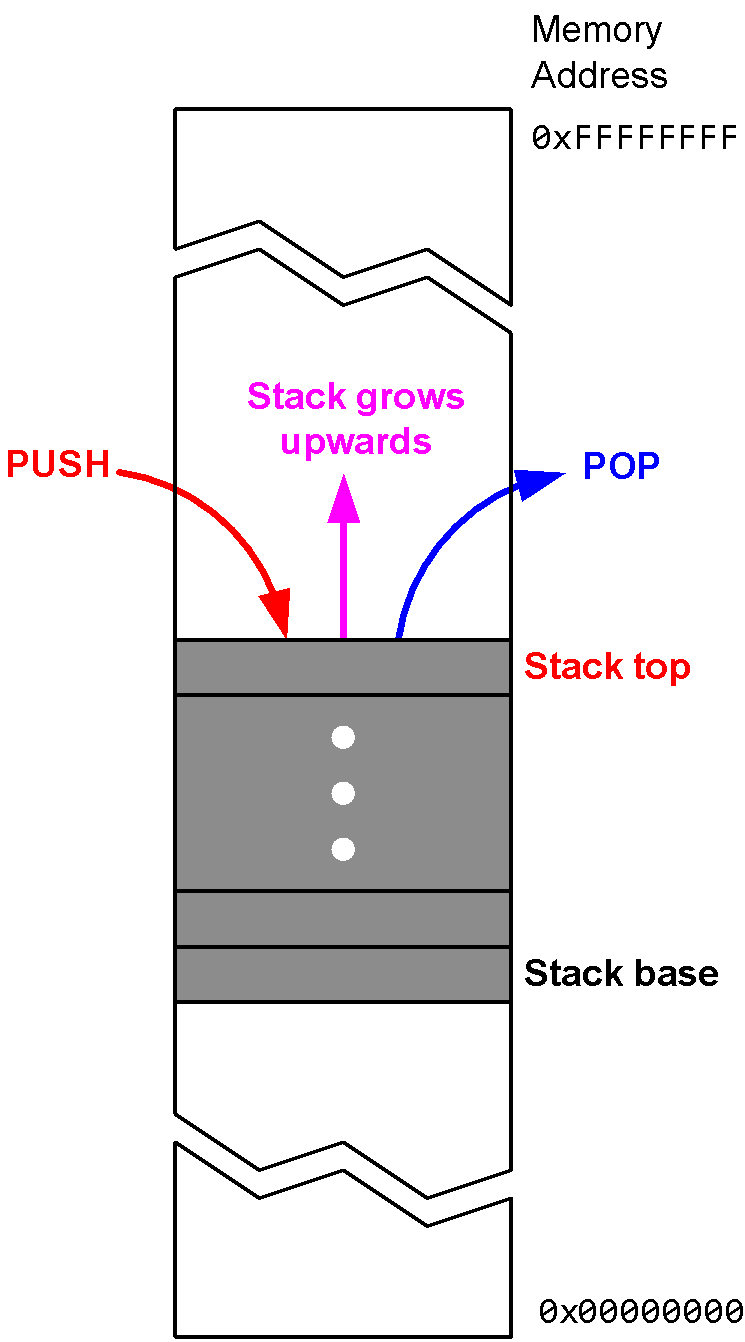 Memory
Address
0xFFFFFFFF
Stack grows
upwards
PUSH
POP
Stack top
Stack base
0x00000000